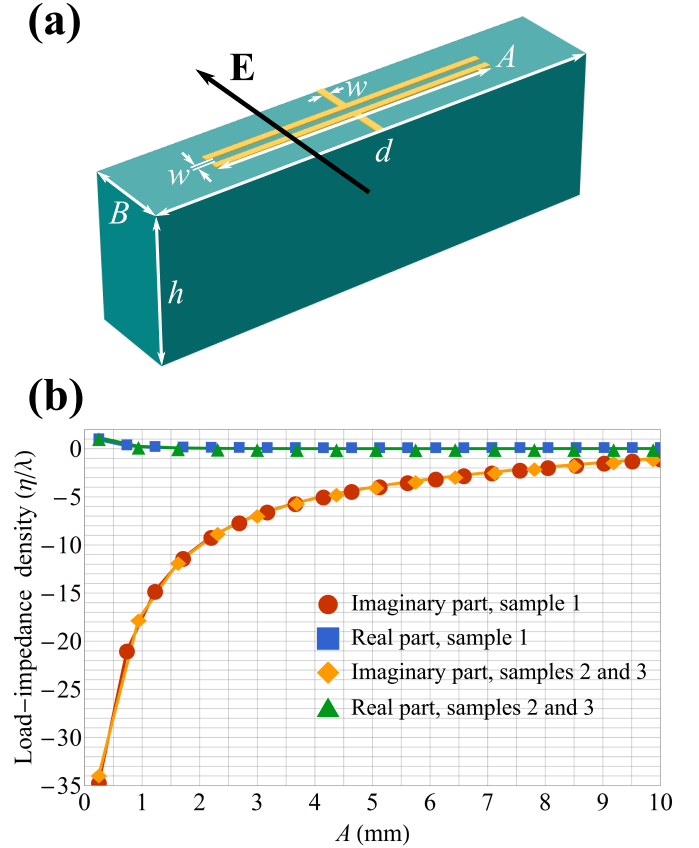 (a)
E
w
A
w
d
B
h
(b)
Load−impedance density (η/λ)
0
−5
−10
−15
−20
−25
−30
−35
Imaginary part, sample 1
Real part, sample 1
Imaginary part, samples 2 and 3
Real part, samples 2 and 3
0 1 2 3 4 5 6 7 8 9 10
A (mm)